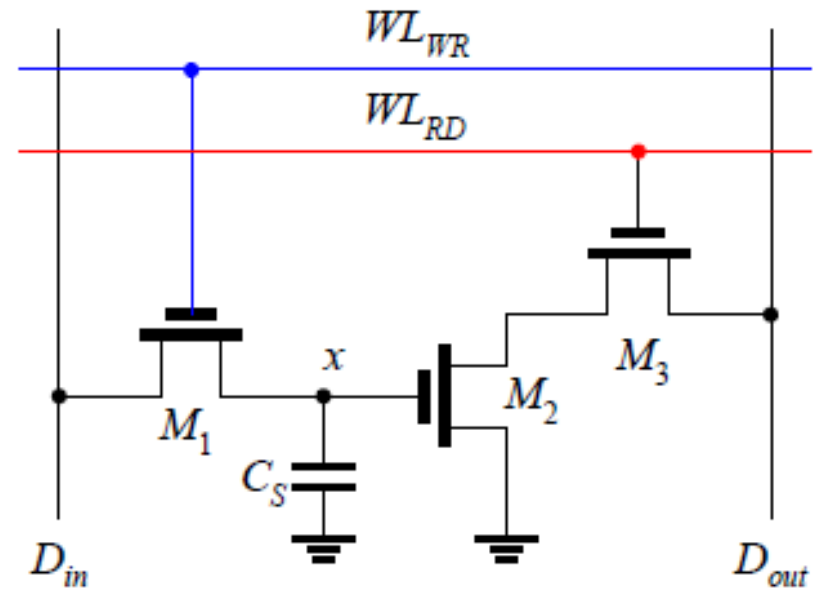 WL_WR
WL_RD
x
M_3
M_2
M_1
C_S
D_in
D_out